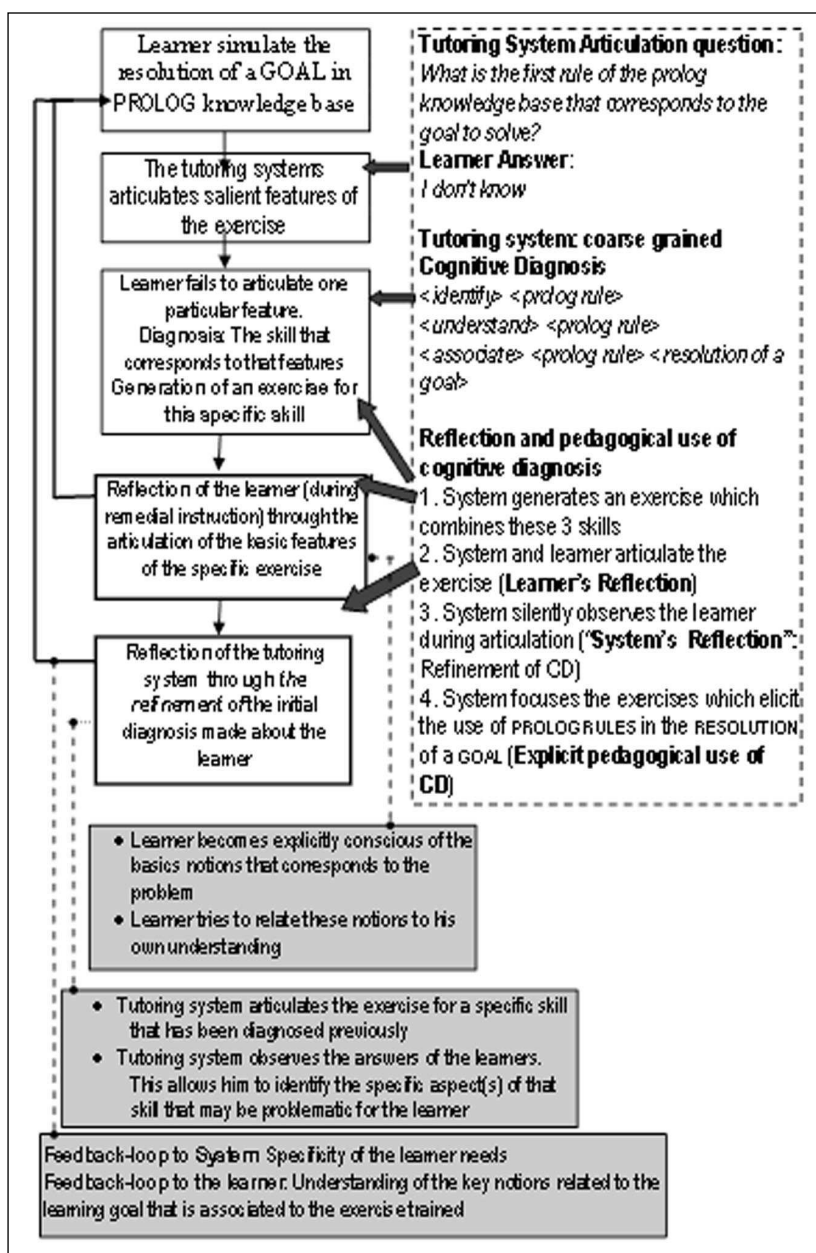 Learner simulate the
resolution of a GOAL in
PROLOG knowledge base
The tutoring systems
articulates salient features of
the exercise
Learner fails to articulate one
particular feature.
Diagnosis: The skill that
corresponds to that features
Generation of an exercise for
this apecific skill
Reflection of the learner (during
remedial instruction) through the
articulation of the basic features
of the specific exercise
Reflection of the tutoring
system through the
refinement of the initial
diagnosis made about the
learner
Tutoring System Articulation question:
What is the first rule of the prolog
knowledge base that corresponds to the
goal to solve?
Learner Answer:
I don't know
Tutoring system: coarse grained
Cognitive Diagnosis
<identify> <prolog rule>
<understand> <prolog rule>
<associate> <prolog rule> <resolution of a
goal>
Reflection and pedagogical use of
cognitive diagnosis
1. System generates an exercise which
combines these 3 skills
2. System and learner articulate the
exercise (Learner's Reflection)
3. System silently observes the learner
during articulation ("System's Reflection":
Refinement of CD)
4. System focuses the exercises which elicit
the use of PROLOG RULES in the RESOLUTION
of a GOAL (Explicit pedagogical use of
CD)
• Learner becomes explicitly conscious of the
basics notions that corresponds to the
problem
• Learner tries to relate these notions to his
own understanding
• Tutoring system articulates the exercise for a specific skill
that has been diagnosed previously
• Tutoring system observes the answers of the learners.
This allows him to identify the specific aspect(s) of that
skill that may be problematic for the learner
Feedback-loop to System: Specificity of the learner needs
Feedback-loop to the learner: Understanding of the key notions related to the
learning goal that is associated to the exercise trained